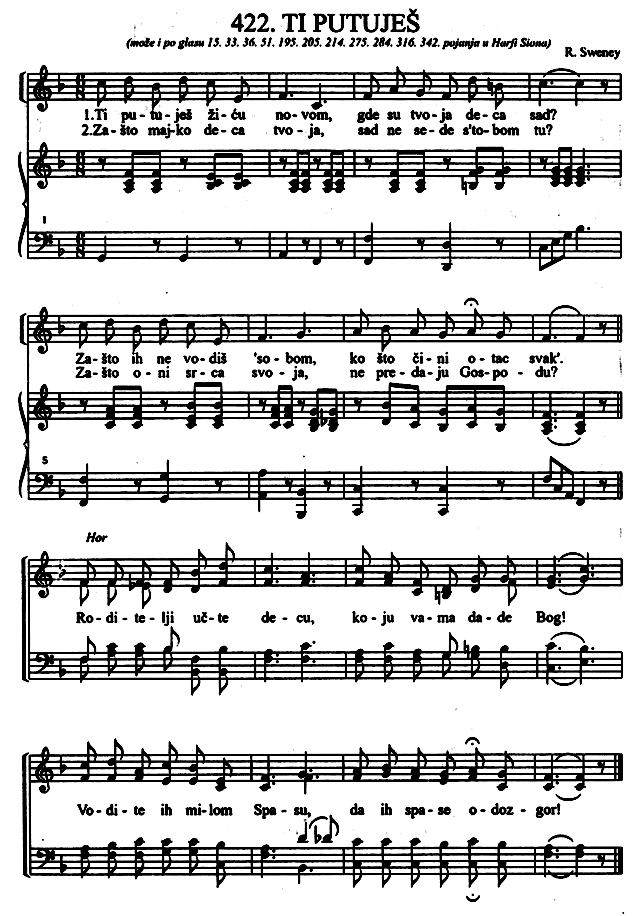 422. TI PUTUJEŠ
(može i po glasu 15. 33. 36. 51. 195. 205. 214. 275. 284. 316. 342. pojanja u Harfi Siona)
R. Sweney
1.Ti pu - tu - ješ ži - ću no - vom, gde su tvo - ja de - ca sad?
2.Za - što maj - ko de - ca tvo - ja, sad ne se - de s'to - bom tu?
1
Za - što ih ne vo - diš 'so - bom, ko što či - ni o - tac svak'.
Za - što o - ni sr - ca svo - ja, ne pre - da - ju Gos - po - du?
5
Hor
Ro - di - te - lji uč - te de - cu, ko - ju va - ma da - de Bog!
Vo - di - te ih mi - lom Spa - su, da ih spa - se o - do z - gor!